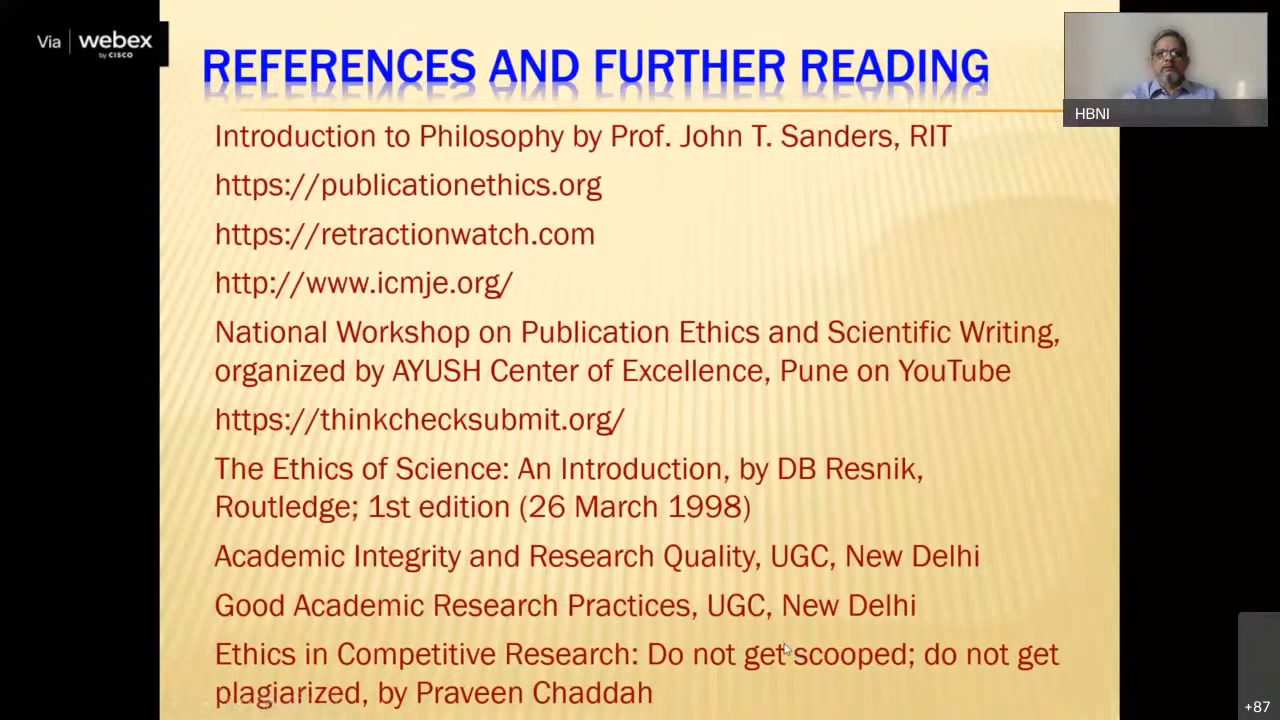 Via webex
by CISCO
REFERENCES AND FURTHER READING
HBNI
Introduction to Philosophy by Prof. John T. Sanders, RIT
https://publicationethics.org
https://retractionwatch.com
http://www.icmje.org/
National Workshop on Publication Ethics and Scientific Writing,
organized by AYUSH Center of Excellence, Pune on YouTube
https://thinkchecksubmit.org/
The Ethics of Science: An Introduction, by DB Resnik,
Routledge; 1st edition (26 March 1998)
Academic Integrity and Research Quality, UGC, New Delhi
Good Academic Research Practices, UGC, New Delhi
Ethics in Competitive Research: Do not get scooped; do not get
plagiarized, by Praveen Chaddah
+87